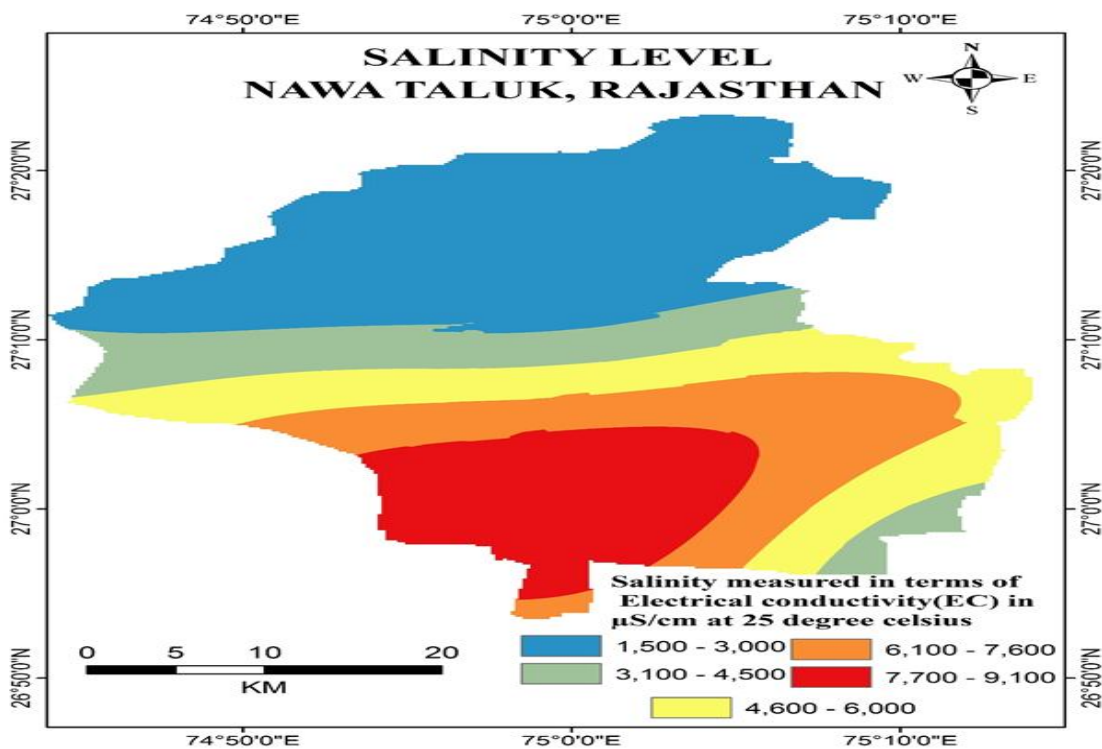 74°50'0"E 75°0'0"E 75°10'0"E
SALINITY LEVEL
NAWA TALUK, RAJASTHAN
N
W E
S
27°20'0"N 27°20'0"N
27°10'0"N 27°10'0"N
27°0'0"N 27°0'0"N
26°50'0"N 26°50'0"N
Salinity measured in terms of
Electrical conductivity(EC) in
µS/cm at 25 degree celsius
1,500 - 3,000 6,100 - 7,600
3,100 - 4,500 7,700 - 9,100
4,600 - 6,000
0 5 10 20
KM
74°50'0"E 75°0'0"E 75°10'0"E